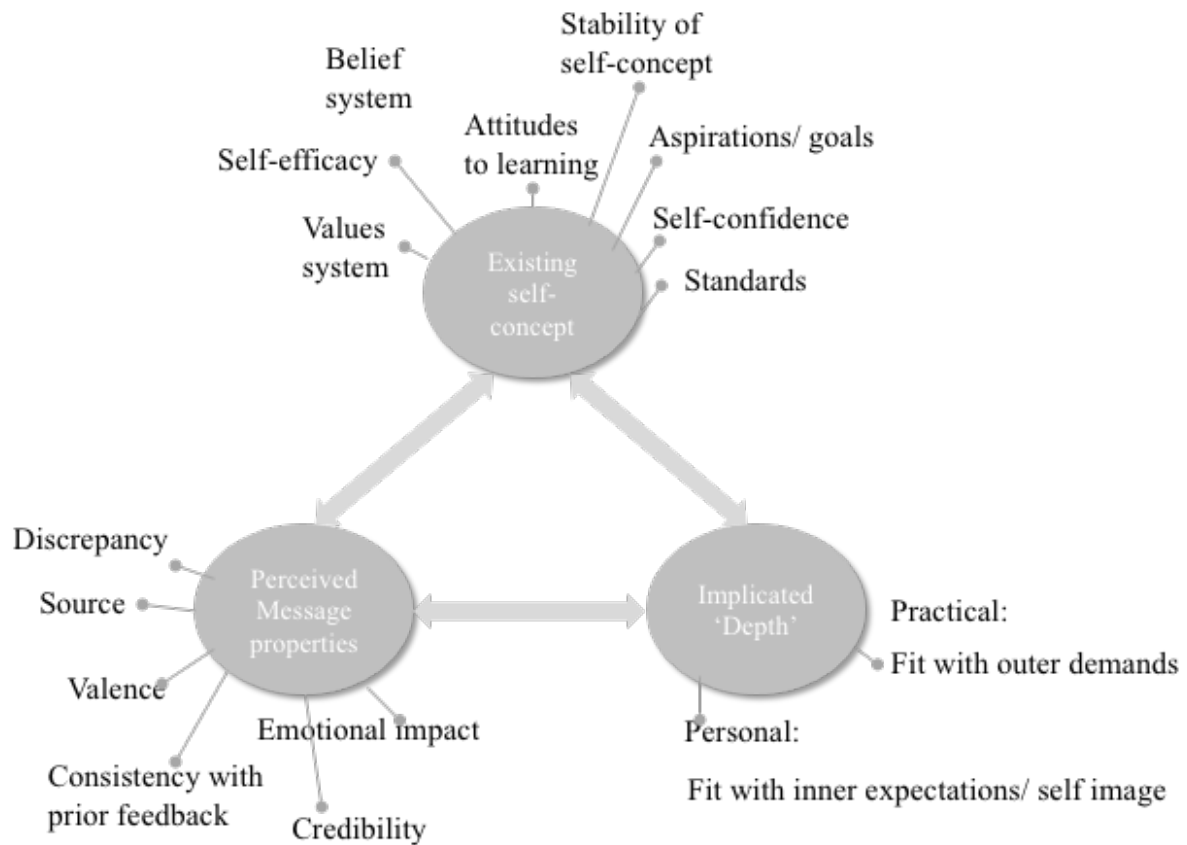 Stability of
self-concept
Belief
system
Attitudes
to learning
Aspirations/ goals
Self-efficacy
Values
system
Self-confidence
Standards
Existing
self-
concept
Discrepancy
Source
Valence
Perceived
Message
properties
Implicated
‘Depth’
Practical:
Fit with outer demands
Emotional impact
Personal:
Consistency with
prior feedback
Fit with inner expectations/ self image
Credibility